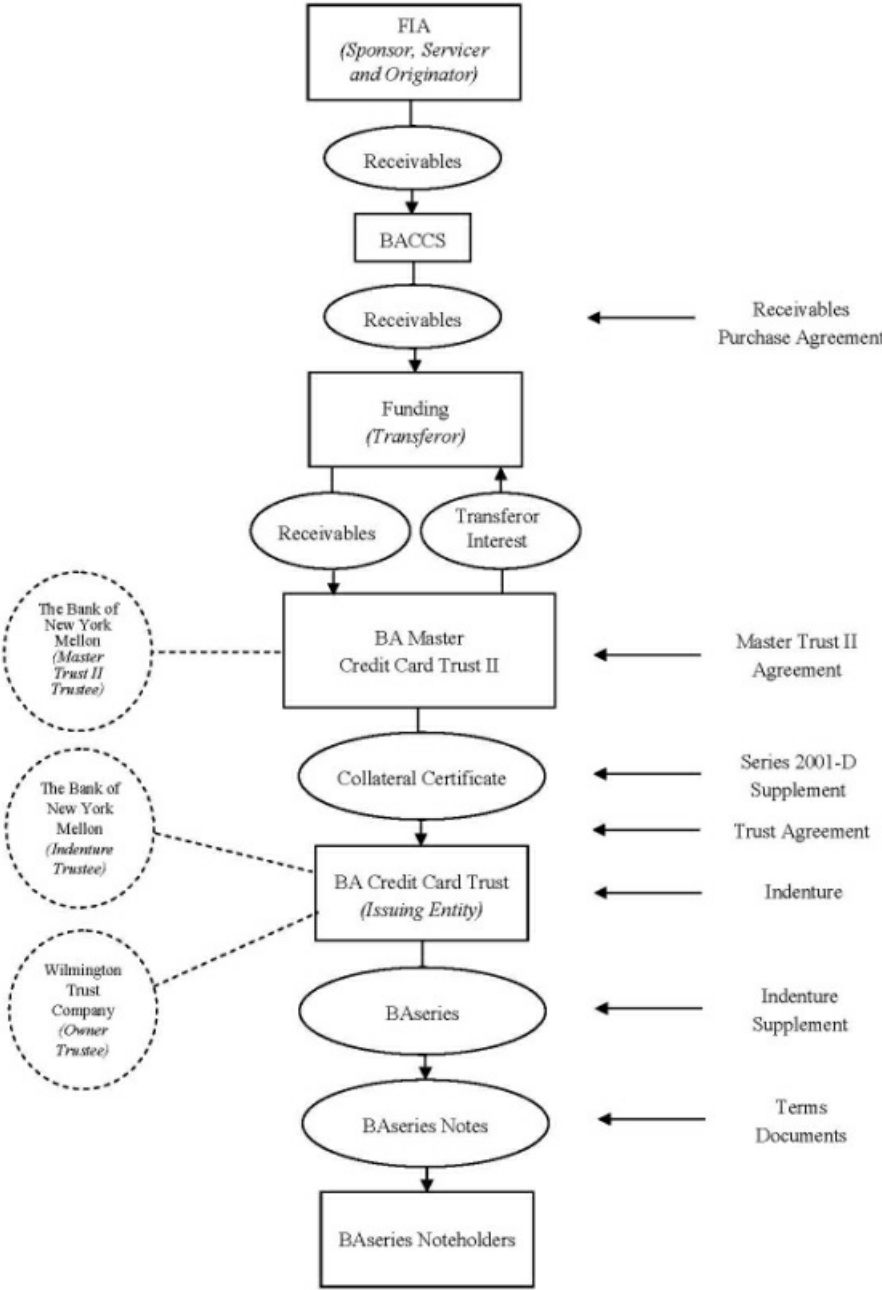 FIA
(Sponsor, Servicer
and Originator)
Receivables
BACCS
Receivables
Receivables
Purchase Agreement
Funding
(Transferor)
Receivables
Transferor
Interest
The Bank of
New York
Mellon
(Master
Trust II
Trustee)
BA Master
Credit Card Trust II
Master Trust II
Agreement
Collateral Certificate
Series 2001-D
Supplement
The Bank of
New York
Mellon
(Indenture
Trustee)
Trust Agreement
BA Credit Card Trust
(Issuing Entity)
Indenture
Wilmington
Trust
Company
(Owner
Trustee)
BAseries
Indenture
Supplement
BAseries Notes
Terms
Documents
BAseries Noteholders